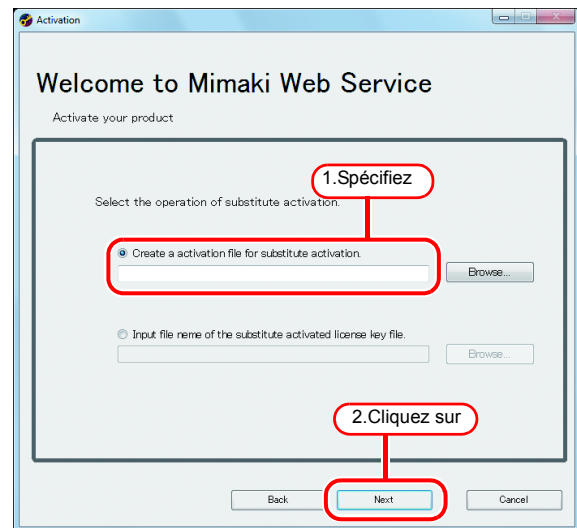 Activation
Welcome to Mimaki Web Service
Activate your product
1.Spécifiez
Select the operation of substitute activation.
Create a activation file for substitute activation.
Browse...
Input file neme of the substitute activated license key file.
Browse...
2.Cliquez sur
Back Next Cancel